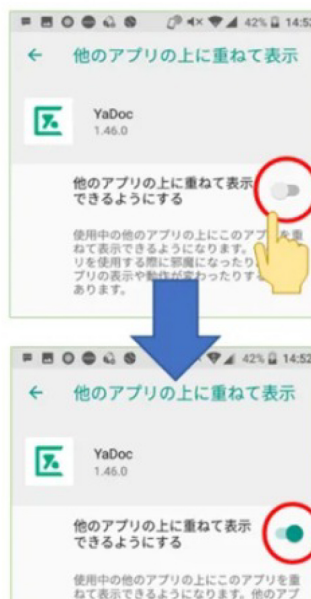 42% 14:52
他のアプリの上に重ねて表示
YaDoc
1.46.0
他のアプリの上に重ねて表示
できるようにする
使用中の他のアプリの上にこのアプ を重
ねて表示できるようになります。
リを使用する際に邪魔になったり
プリの表示や動作が変わったりす
あります。
42% 14:52
他のアプリの上に重ねて表示
YaDoc
1.46.0
他のアプリの上に重ねて表示
できるようにする
使用中の他のアプリの上にこのアプリを重
ねて表示できるようになります。他のアプ